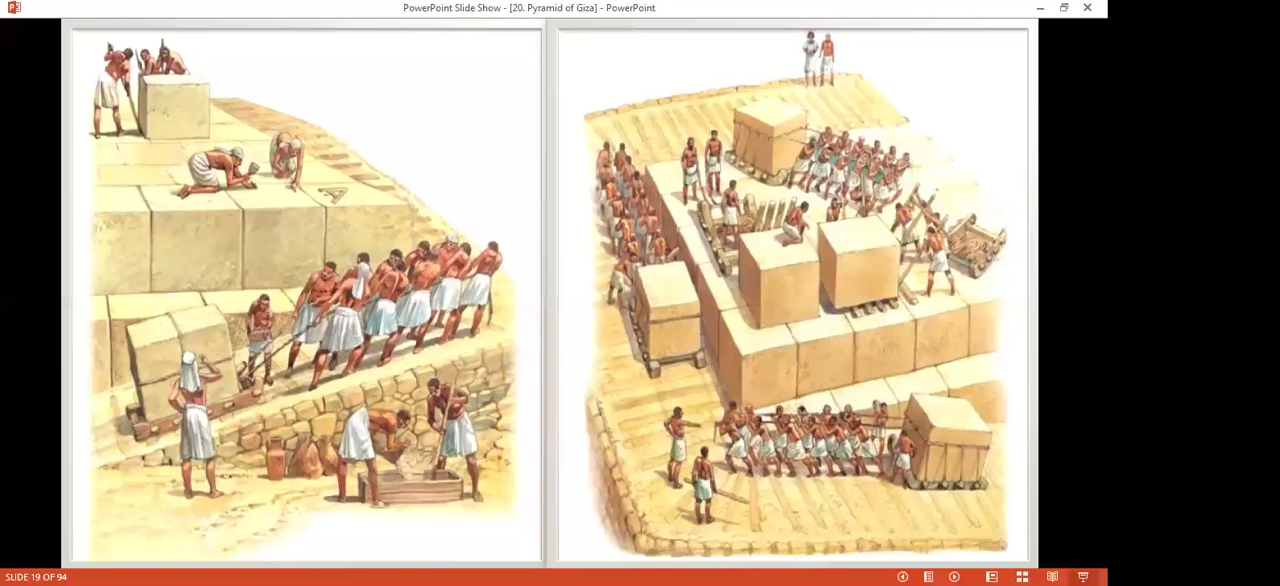 PowerPoint Slide Show - [20. Pyramid of Giza] - PowerPoint
SLIDE 19 OF 94